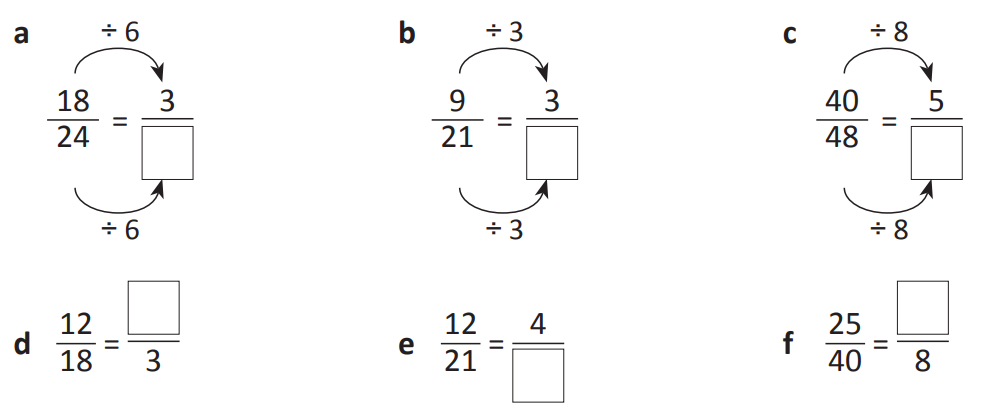 a ÷ 6
18/24 = 3/□
÷ 6
b ÷ 3
9/21 = 3/□
÷ 3
c ÷ 8
40/48 = 5/□
÷ 8
d 12/18 = □/3
e 12/21 = 4/□
f 25/40 = □/8